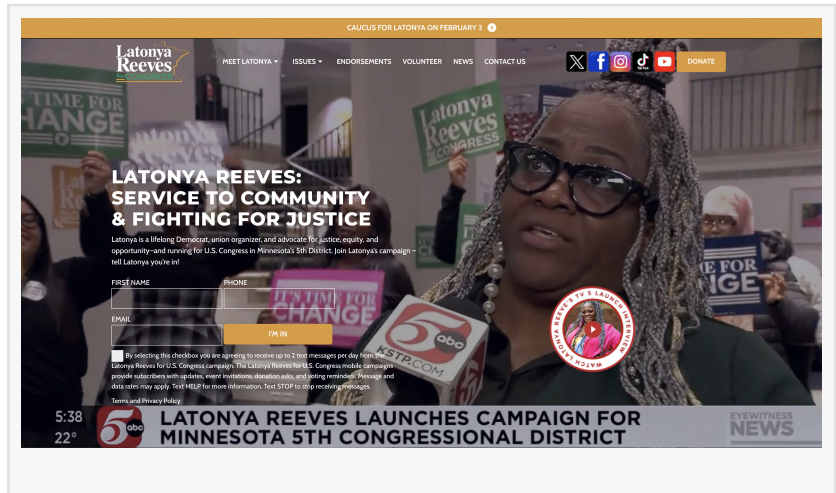 CAUCUS FOR LATONYA ON FEBRUARY 3
Latonya
Reeves
for CONGRESS
MEET LATONYA
ISSUES
ENDORSEMENTS
VOLUNTEER
NEWS
CONTACT US
TikTok
DONATE
TIME FOR
CHANGE
Latonya
Reeves
CONGRESS
LATONYA REEVES:
SERVICE TO COMMUNITY
& FIGHTING FOR JUSTICE
Latonya is a lifelong Democrat, union organizer, and advocate for justice, equity, and
opportunity—and running for U.S. Congress in Minnesota's 5th District. Join Latonya's campaign —
tell Latonya you're in!
FIRST NAME
PHONE
IT'S TIME FOR
CHANGE
EMAIL
I'M IN
By selecting this checkbox you are agreeing to receive up to 2 text messages per day from the
Latonya Reeves for U.S. Congress campaign. The Latonya Reeves for U.S. Congress mobile campaigns
provide subscribers with updates, event invitations, donation asks, and voting reminders. Message and
data rates may apply. Text HELP for more information. Text STOP to stop receiving messages.
Terms and Privacy Policy
5 abc
KSTP.COM
WATCH LATONYA REEVE'S TV 5 LAUNCH INTERVIEW
E FOR
NGE
5:38
22°
5 abc
LATONYA REEVES LAUNCHES CAMPAIGN FOR
MINNESOTA 5TH CONGRESSIONAL DISTRICT
EYEWITNESS
NEWS